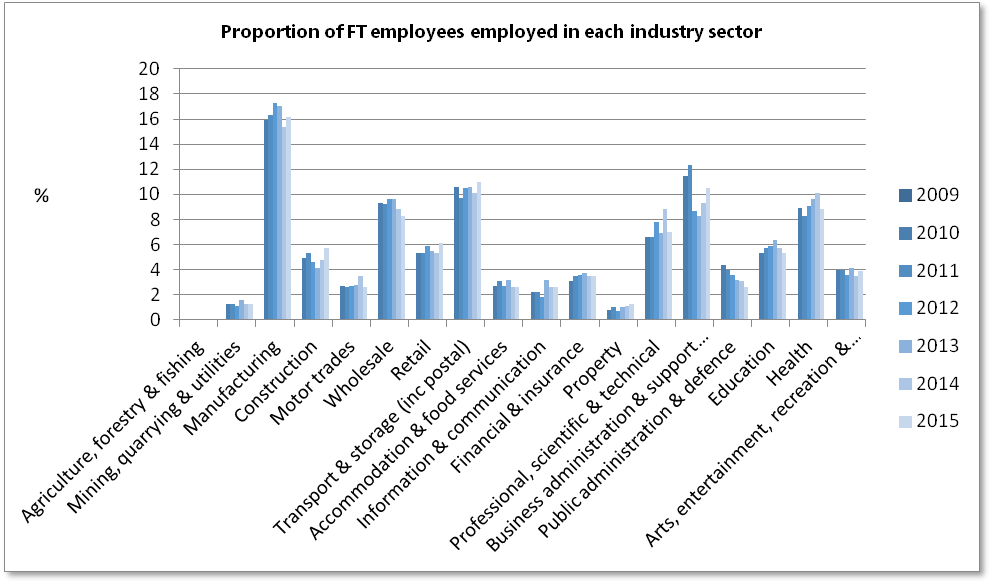 Proportion of FT employees employed in each industry sector
20
18
16
14
12
10
8
6
4
2
0
%
Agriculture, forestry & fishing
Mining, quarrying & utilities
Manufacturing
Construction
Motor trades
Wholesale
Retail
Transport & storage (inc postal)
Accommodation & food services
Information & communication
Financial & insurance
Property
Professional, scientific & technical
Business administration & support...
Public administration & defence
Education
Health
Arts, entertainment, recreation &...
2009
2010
2011
2012
2013
2014
2015